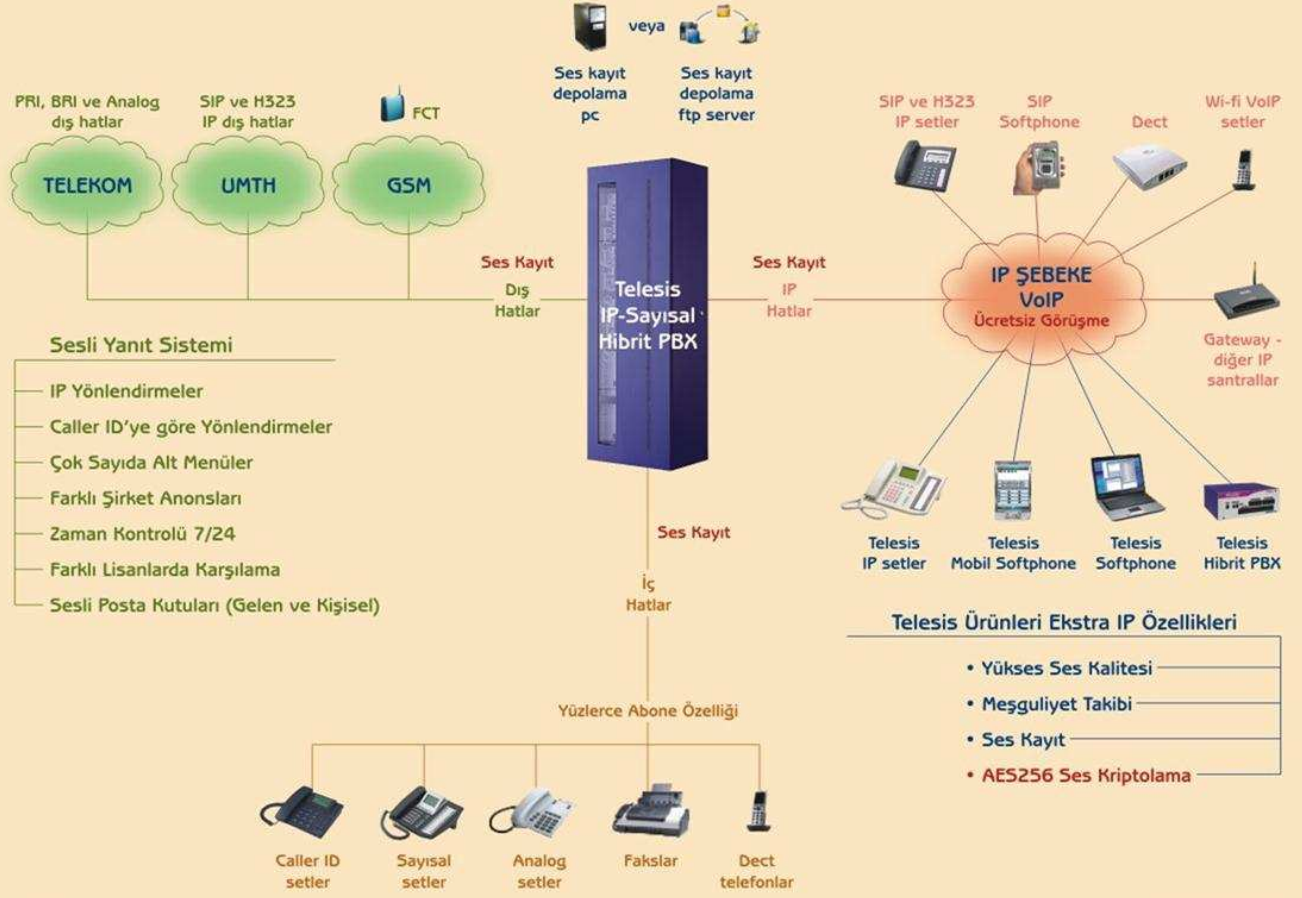 veya
Ses kayıt
depolama
pc
Ses kayıt
depolama
ftp server
PRI, BRI ve Analog
dış hatlar
SIP ve H323
IP dış hatlar
FCT
TELEKOM
UMTH
GSM
SIP ve H323
IP setler
SIP
Softphone
Dect
Wi-fi VoIP
setler
Ses Kayıt
Dış
Hatlar
Telesis
IP-Sayısal
Hibrit PBX
Ses Kayıt
IP
Hatlar
IP ŞEBEKE
VoIP
Ücretsiz Görüşme
Gateway -
diğer IP
santrallar
Sesli Yanıt Sistemi
IP Yönlendirmeler
Caller ID'ye göre Yönlendirmeler
Çok Sayıda Alt Menüler
Farklı Şirket Anonsları
Zaman Kontrolü 7/24
Farklı Lisanlarda Karşılama
Sesli Posta Kutuları (Gelen ve Kişisel)
Ses Kayıt
İç
Hatlar
Telesis
IP setler
Telesis
Mobil Softphone
Telesis
Softphone
Telesis
Hibrit PBX
Telesis Ürünleri Ekstra IP Özellikleri
• Yükses Ses Kalitesi
• Meşguliyet Takibi
• Ses Kayıt
• AES256 Ses Kriptolama
Yüzlerce Abone Özelliği
Caller ID
setler
Sayısal
setler
Analog
setler
Fakslar
Dect
telefonlar